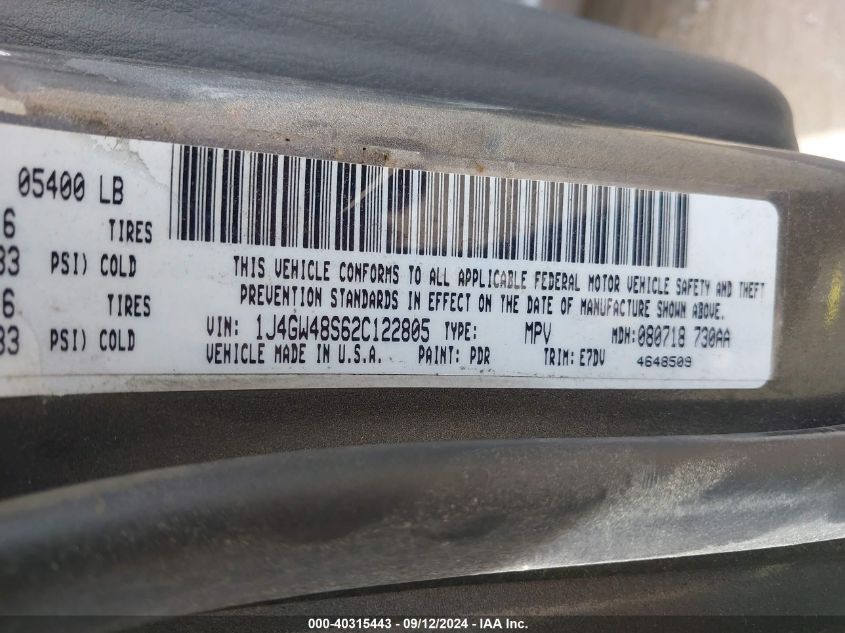 05400 LB
6 TIRES
33 PSI) COLD
6 TIRES
33 PSI) COLD
THIS VEHICLE CONFORMS TO ALL APPLICABLE FEDERAL MOTOR VEHICLE SAFETY AND THEFT
PREVENTION STANDARDS IN EFFECT ON THE DATE OF MANUFACTURE SHOWN ABOVE.
VIN: 1J4GW48S62C122805 TYPE: MPV MDH:080718 730AA
VEHICLE MADE IN U.S.A. PAINT: PDR TRIM: E7DV 4648509
000-40315443 - 09/12/2024 - IAA Inc.